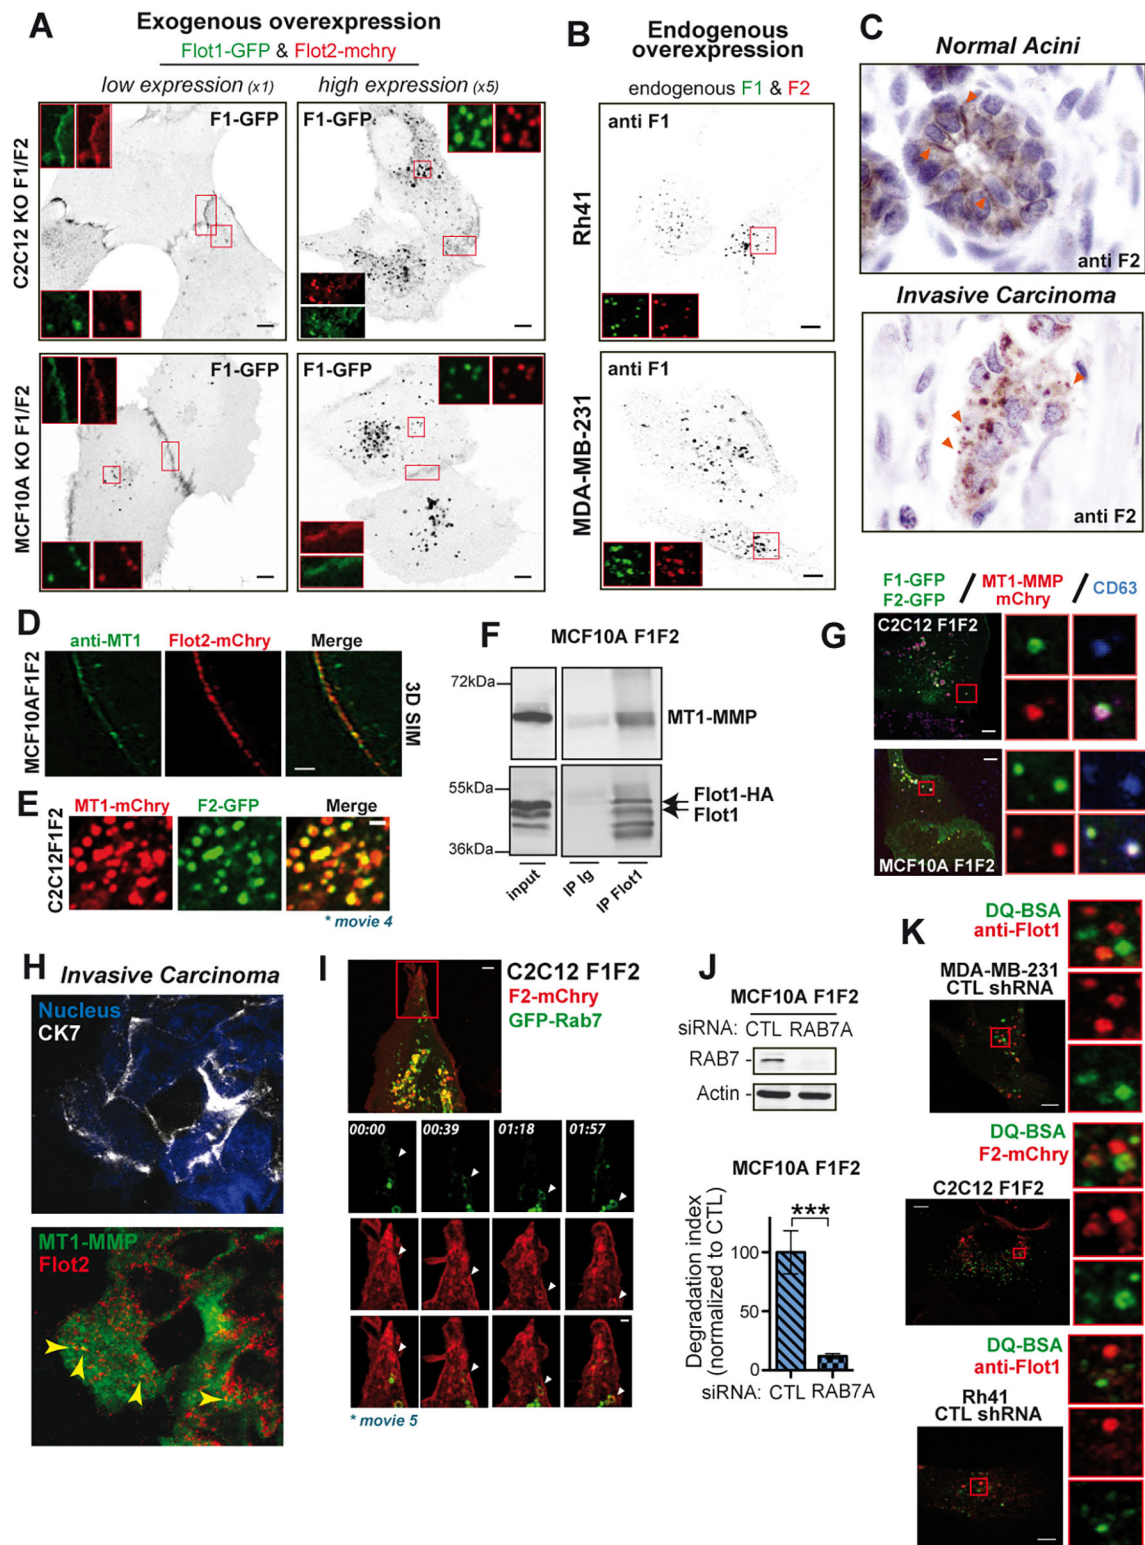 A
Exogenous overexpression
Flot1-GFP & Flot2-mchry
low expression (x1)
high expression (x5)
C2C12 KO F1/F2
F1-GFP
F1-GFP
MCF10A KO F1/F2
F1-GFP
F1-GFP
B
Endogenous
overexpression
endogenous F1 & F2
Rh41
anti F1
MDA-MB-231
anti F1
C
Normal Acini
anti F2
Invasive Carcinoma
anti F2
D
anti-MT1
Flot2-mChry
Merge
MCF10AF1F2
3D SIM
E
MT1-mChry
F2-GFP
Merge
C2C12F1F2
* movie 4
F
MCF10A F1F2
72kDa
MT1-MMP
55kDa
Flot1-HA
Flot1
36kDa
input
IP Ig
IP Flot1
G
F1-GFP
F2-GFP
/
MT1-MMP
mChry
/
CD63
C2C12 F1F2
MCF10A F1F2
H
Invasive Carcinoma
Nucleus
CK7
MT1-MMP
Flot2
I
C2C12 F1F2
F2-mChry
GFP-Rab7
00:00
00:39
01:18
01:57
* movie 5
J
MCF10A F1F2
siRNA: CTL RAB7A
RAB7 -
Actin -
MCF10A F1F2
Degradation index
(normalized to CTL)
***
100
50
0
siRNA: CTL RAB7A
K
DQ-BSA
anti-Flot1
MDA-MB-231
CTL shRNA
DQ-BSA
F2-mChry
C2C12 F1F2
DQ-BSA
anti-Flot1
Rh41
CTL shRNA